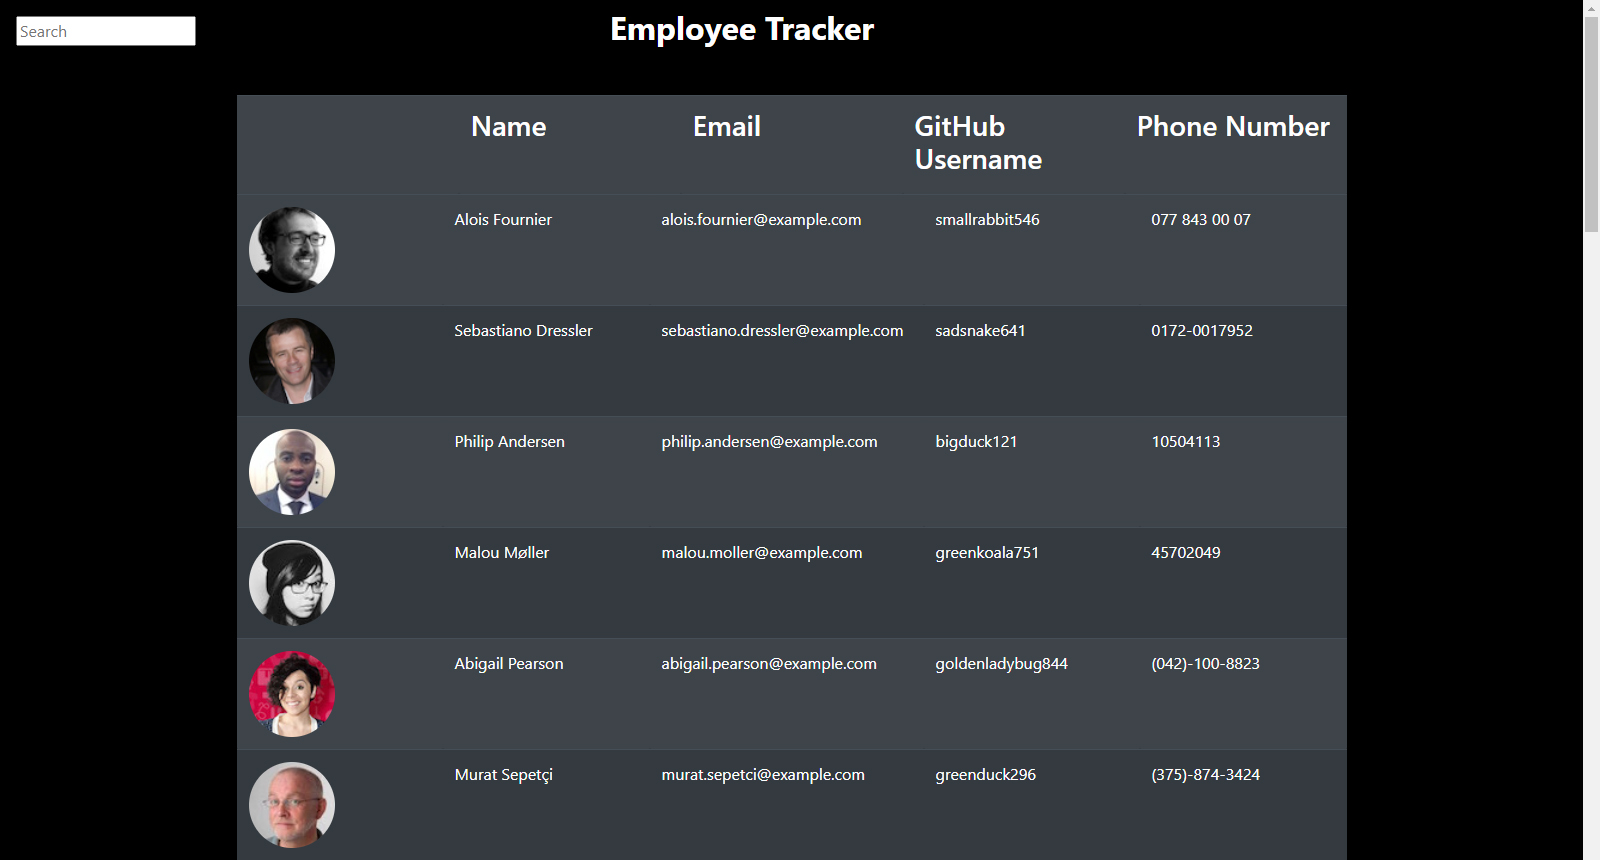 Search
Employee Tracker
Name Email GitHub Username Phone Number
Alois Fournier alois.fournier@example.com smallrabbit546 077 843 00 07
Sebastiano Dressler sebastiano.dressler@example.com sadsnake641 0172-0017952
Philip Andersen philip.andersen@example.com bigduck121 10504113
Malou Møller malou.moller@example.com greenkoala751 45702049
Abigail Pearson abigail.pearson@example.com goldenladybug844 (042)-100-8823
Murat Sepetçi murat.sepetci@example.com greenduck296 (375)-874-3424